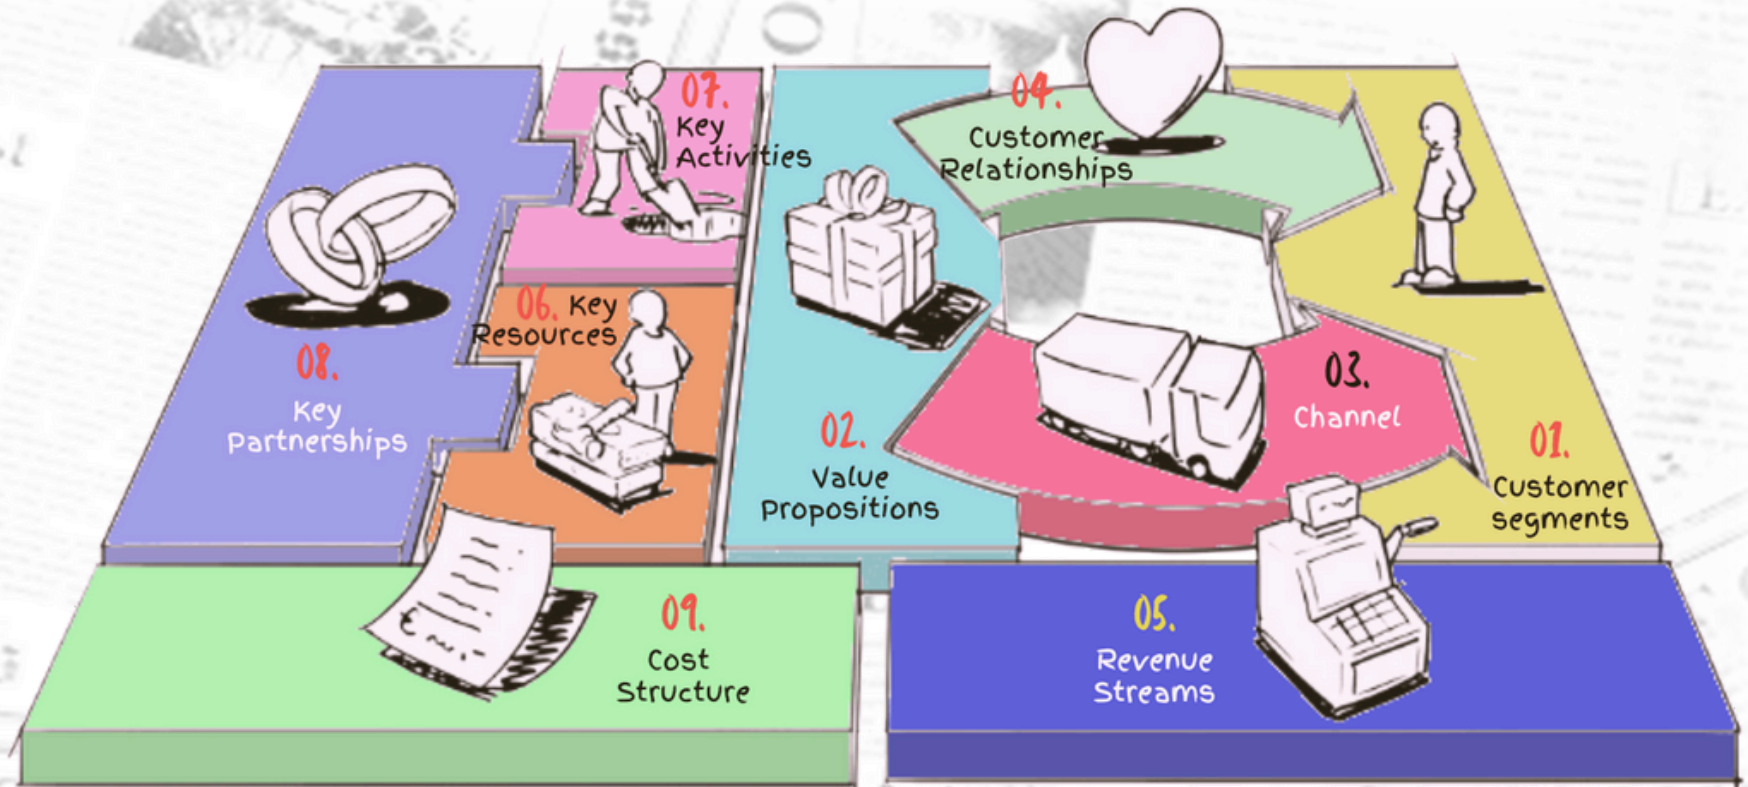 07.
Key
Activities
04.
Customer
Relationships
06. Key
Resources
08.
Key
Partnerships
03.
Channel
02.
Value
Propositions
01.
Customer
segments
09.
Cost
Structure
05.
Revenue
Streams